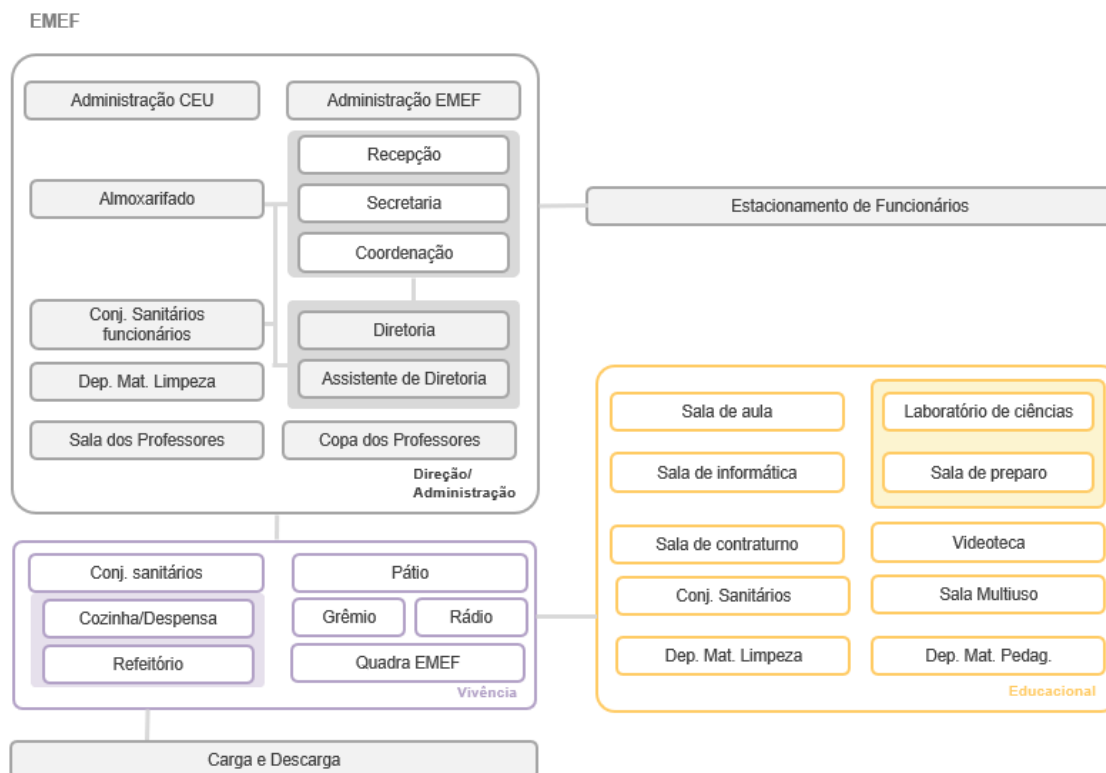 EMEF
Administração CEU
Administração EMEF
Recepção
Almoxarifado
Secretaria
Estacionamento de Funcionários
Coordenação
Conj. Sanitários
funcionários
Diretoria
Dep. Mat. Limpeza
Assistente de Diretoria
Sala dos Professores
Copa dos Professores
Direção/
Administração
Sala de aula
Laboratório de ciências
Sala de informática
Sala de preparo
Sala de contraturno
Videoteca
Conj. Sanitários
Sala Multiuso
Dep. Mat. Limpeza
Dep. Mat. Pedag.
Educacional
Conj. sanitários
Pátio
Cozinha/Despensa
Grêmio
Rádio
Refeitório
Quadra EMEF
Vivência
Carga e Descarga